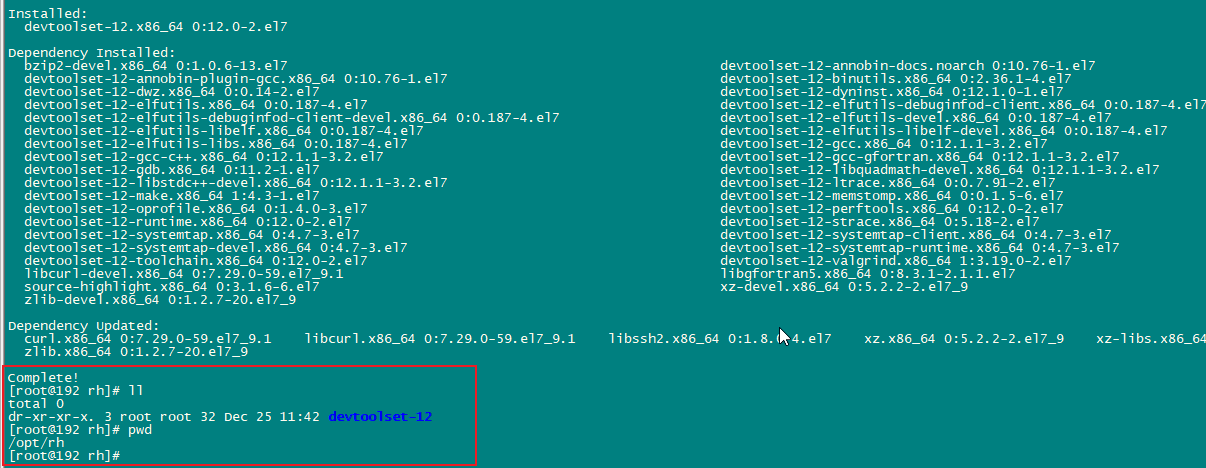 Installed:
devtoolset-12.x86_64 0:12.0-2.el7
Dependency Installed:
bzip2-devel.x86_64 0:1.0.6-13.el7 devtoolset-12-annobin-docs.noarch 0:10.76-1.el7
devtoolset-12-annobin-plugin-gcc.x86_64 0:10.76-1.el7 devtoolset-12-binutils.x86_64 0:2.36.1-4.el7
devtoolset-12-dwz.x86_64 0:0.14-2.el7 devtoolset-12-dyninst.x86_64 0:12.1.0-1.el7
devtoolset-12-elfutils.x86_64 0:0.187-4.el7 devtoolset-12-elfutils-debuginfod-client.x86_64 0:0.187-4.el7
devtoolset-12-elfutils-debuginfod-client-devel.x86_64 0:0.187-4.el7 devtoolset-12-elfutils-devel.x86_64 0:0.187-4.el7
devtoolset-12-elfutils-libelf.x86_64 0:0.187-4.el7 devtoolset-12-elfutils-libelf-devel.x86_64 0:0.187-4.el7
devtoolset-12-elfutils-libs.x86_64 0:0.187-4.el7 devtoolset-12-gcc.x86_64 0:12.1.1-3.2.el7
devtoolset-12-gcc-c++.x86_64 0:12.1.1-3.2.el7 devtoolset-12-gcc-gfortran.x86_64 0:12.1.1-3.2.el7
devtoolset-12-gdb.x86_64 0:11.2-1.el7 devtoolset-12-libquadmath-devel.x86_64 0:12.1.1-3.2.el7
devtoolset-12-libstdc++-devel.x86_64 0:12.1.1-3.2.el7 devtoolset-12-ltrace.x86_64 0:0.7.91-2.el7
devtoolset-12-make.x86_64 1:4.3-1.el7 devtoolset-12-memstomp.x86_64 0:0.1.5-6.el7
devtoolset-12-oprofile.x86_64 0:1.4.0-3.el7 devtoolset-12-perftools.x86_64 0:12.0-2.el7
devtoolset-12-runtime.x86_64 0:12.0-2.el7 devtoolset-12-strace.x86_64 0:5.18-2.el7
devtoolset-12-systemtap.x86_64 0:4.7-3.el7 devtoolset-12-systemtap-client.x86_64 0:4.7-3.el7
devtoolset-12-systemtap-devel.x86_64 0:4.7-3.el7 devtoolset-12-systemtap-runtime.x86_64 0:4.7-3.el7
devtoolset-12-toolchain.x86_64 0:12.0-2.el7 devtoolset-12-valgrind.x86_64 1:3.19.0-2.el7
libcurl-devel.x86_64 0:7.29.0-59.el7_9.1 libgfortran5.x86_64 0:8.3.1-2.1.1.el7
source-highlight.x86_64 0:3.1.6-6.el7 xz-devel.x86_64 0:5.2.2-2.el7_9
zlib-devel.x86_64 0:1.2.7-20.el7_9
Dependency Updated:
curl.x86_64 0:7.29.0-59.el7_9.1 libcurl.x86_64 0:7.29.0-59.el7_9.1 libssh2.x86_64 xz.x86_64 0:5.2.2-2.el7_9 xz-libs.x86_64
zlib.x86_64 0:1.2.7-20.el7_9
Complete!
[root@192 rh]# ll
total 0
dr-xr-xr-x. 3 root root 32 Dec 25 11:42 devtoolset-12
[root@192 rh]# pwd
/opt/rh
[root@192 rh]#